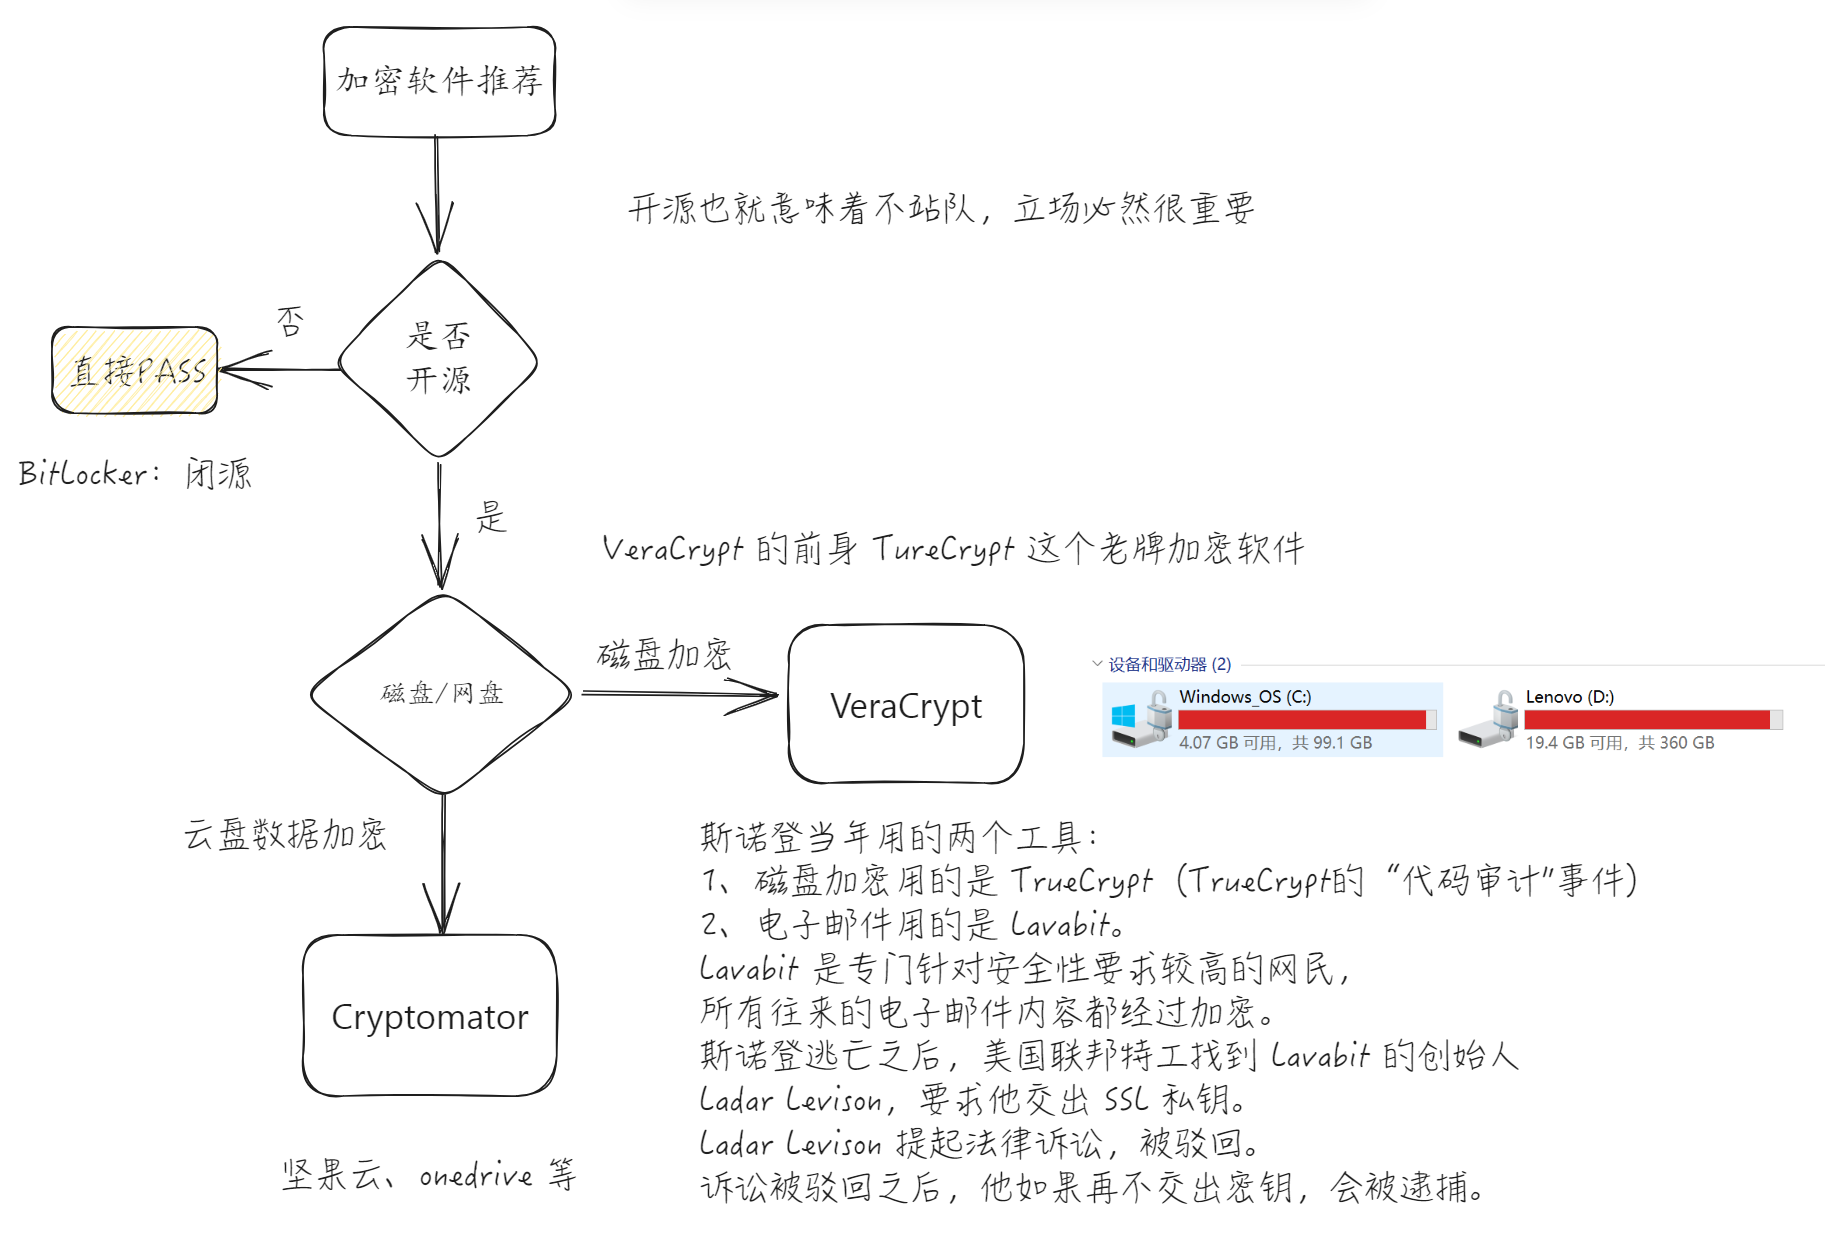 加密软件推荐
开源也就意味着不站队，立场必然很重要
否
是否
开源
直接PASS
BitLocker：闭源
是
VeraCrypt 的前身 TureCrypt 这个老牌加密软件
磁盘加密
磁盘/网盘
VeraCrypt
设备和驱动器 (2)
Windows_OS (C:)
4.07 GB 可用，共 99.1 GB
Lenovo (D:)
19.4 GB 可用，共 360 GB
云盘数据加密
斯诺登当年用的两个工具：
1、磁盘加密用的是 TrueCrypt（TrueCrypt的“代码审计”事件）
2、电子邮件用的是 Lavabit。
Lavabit 是专门针对安全性要求较高的网民，
所有往来的电子邮件内容都经过加密。
斯诺登逃亡之后，美国联邦特工找到 Lavabit 的创始人
Ladar Levison，要求他交出 SSL 私钥。
Ladar Levison 提起法律诉讼，被驳回。
诉讼被驳回之后，他如果再不交出密钥，会被逮捕。
Cryptomator
坚果云、onedrive 等